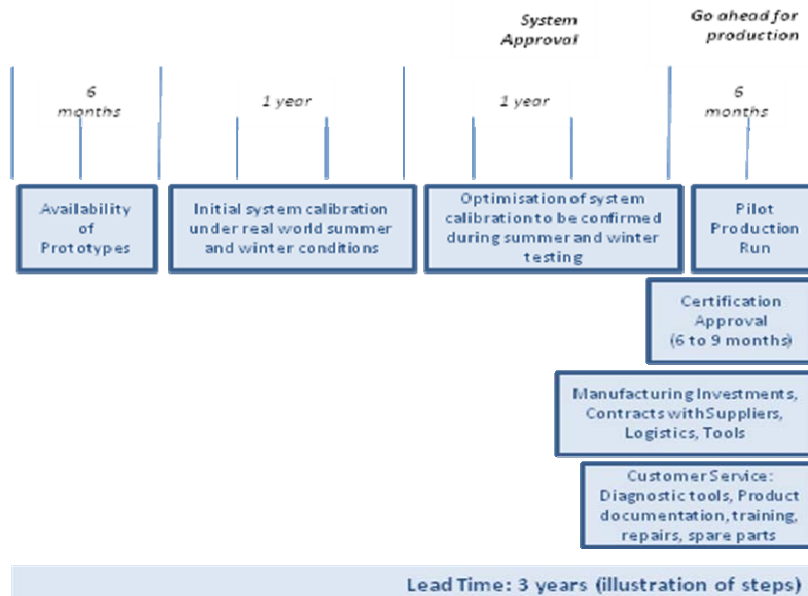 System
Approval
Go ahead for
production
6
months
1 year
1 year
6
months
Availability
of
Prototypes
Initial system calibration
under real world summer
and winter conditions
Optimisation of system
calibration to be confirmed
during summer and winter
testing
Pilot
Production
Run
Certification
Approval
(6 to 9 months)
Manufacturing Investments,
Contracts with Suppliers,
Logistics, Tools
Customer Service:
Diagnostic tools, Product
documentation, training,
repairs, spare parts
Lead Time: 3 years (illustration of steps)